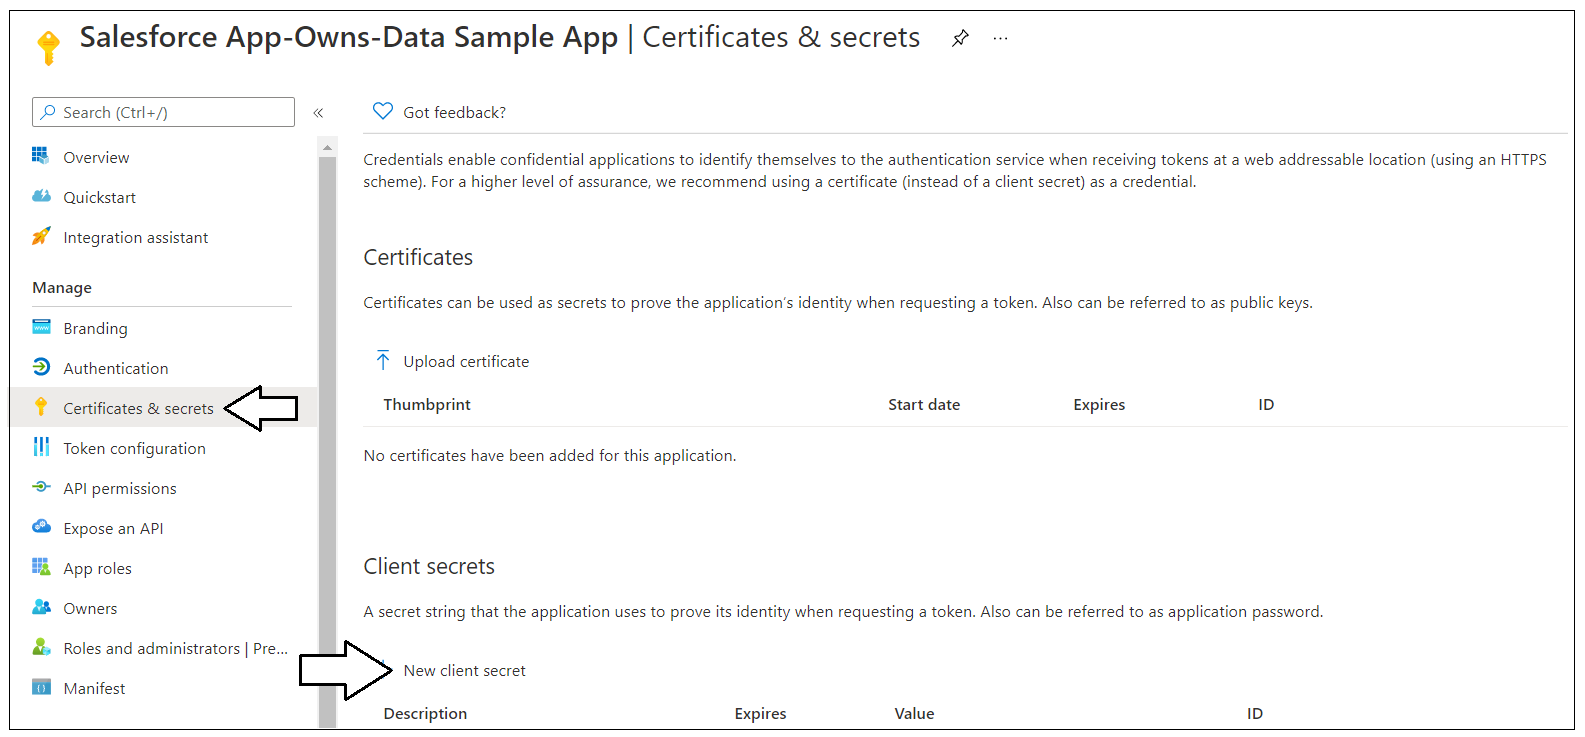 Salesforce App-Owns-Data Sample App | Certificates & secrets
Search (Ctrl+/)
Overview
Quickstart
Integration assistant
Manage
Branding
Authentication
Certificates & secrets
Token configuration
API permissions
Expose an API
App roles
Owners
Roles and administrators | Pre...
Manifest
Got feedback?
Credentials enable confidential applications to identify themselves to the authentication service when receiving tokens at a web addressable location (using an HTTPS
scheme). For a higher level of assurance, we recommend using a certificate (instead of a client secret) as a credential.
Certificates
Certificates can be used as secrets to prove the application's identity when requesting a token. Also can be referred to as public keys.
Upload certificate
Thumbprint Start date Expires ID
No certificates have been added for this application.
Client secrets
A secret string that the application uses to prove its identity when requesting a token. Also can be referred to as application password.
New client secret
Description Expires Value ID